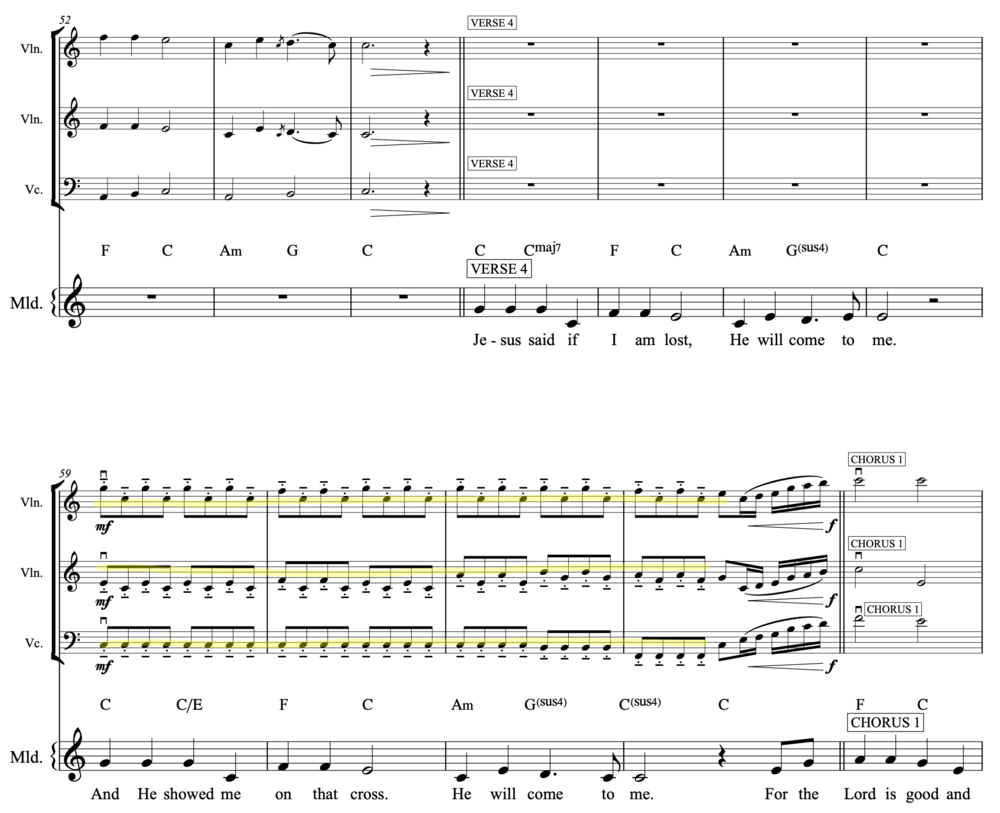 52
Vln.
VERSE 4
Vln.
VERSE 4
Vc.
VERSE 4
F C Am G C C Cmaj7 F C Am G(sus4) C
VERSE 4
Mld.
Je - sus said if I am lost, He will come to me.
59
Vln.
mf f
CHORUS 1
Vln.
mf f
CHORUS 1
Vc.
mf f
CHORUS 1
C C/E F C Am G(sus4) C(sus4) C F C
CHORUS 1
Mld.
And He showed me on that cross. He will come to me. For the Lord is good and